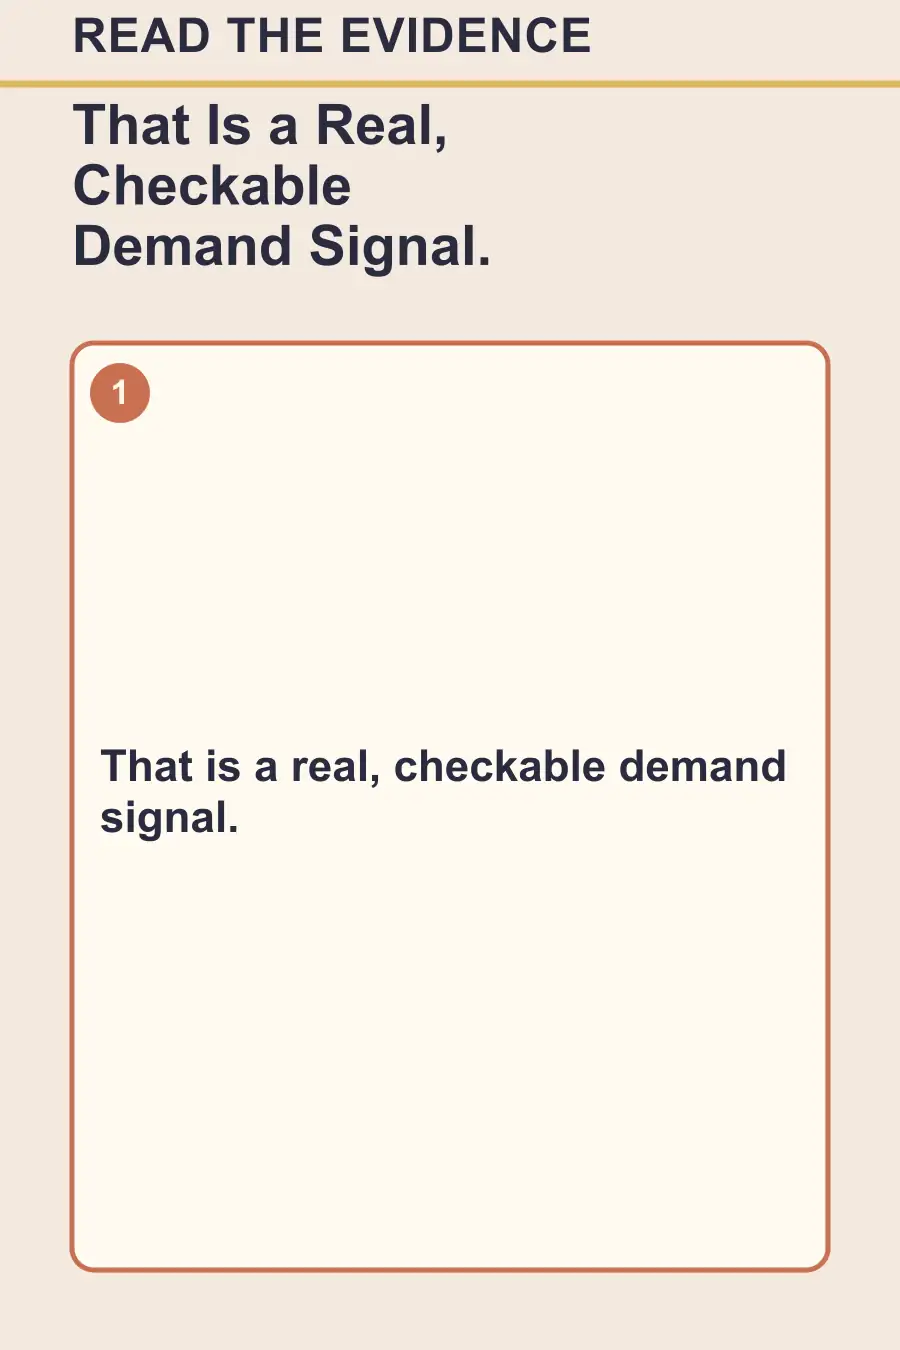 READ THE EVIDENCE
That Is a Real,
Checkable
Demand Signal.
1
That is a real, checkable demand
signal.